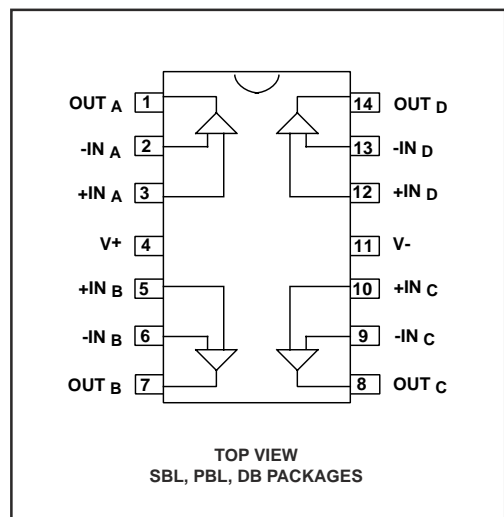 OUT A 1 14 OUT D
-IN A 2 13 -IN D
+IN A 3 12 +IN D
V+ 4 11 V-
+IN B 5 10 +IN C
-IN B 6 9 -IN C
OUT B 7 8 OUT C
TOP VIEW
SBL, PBL, DB PACKAGES